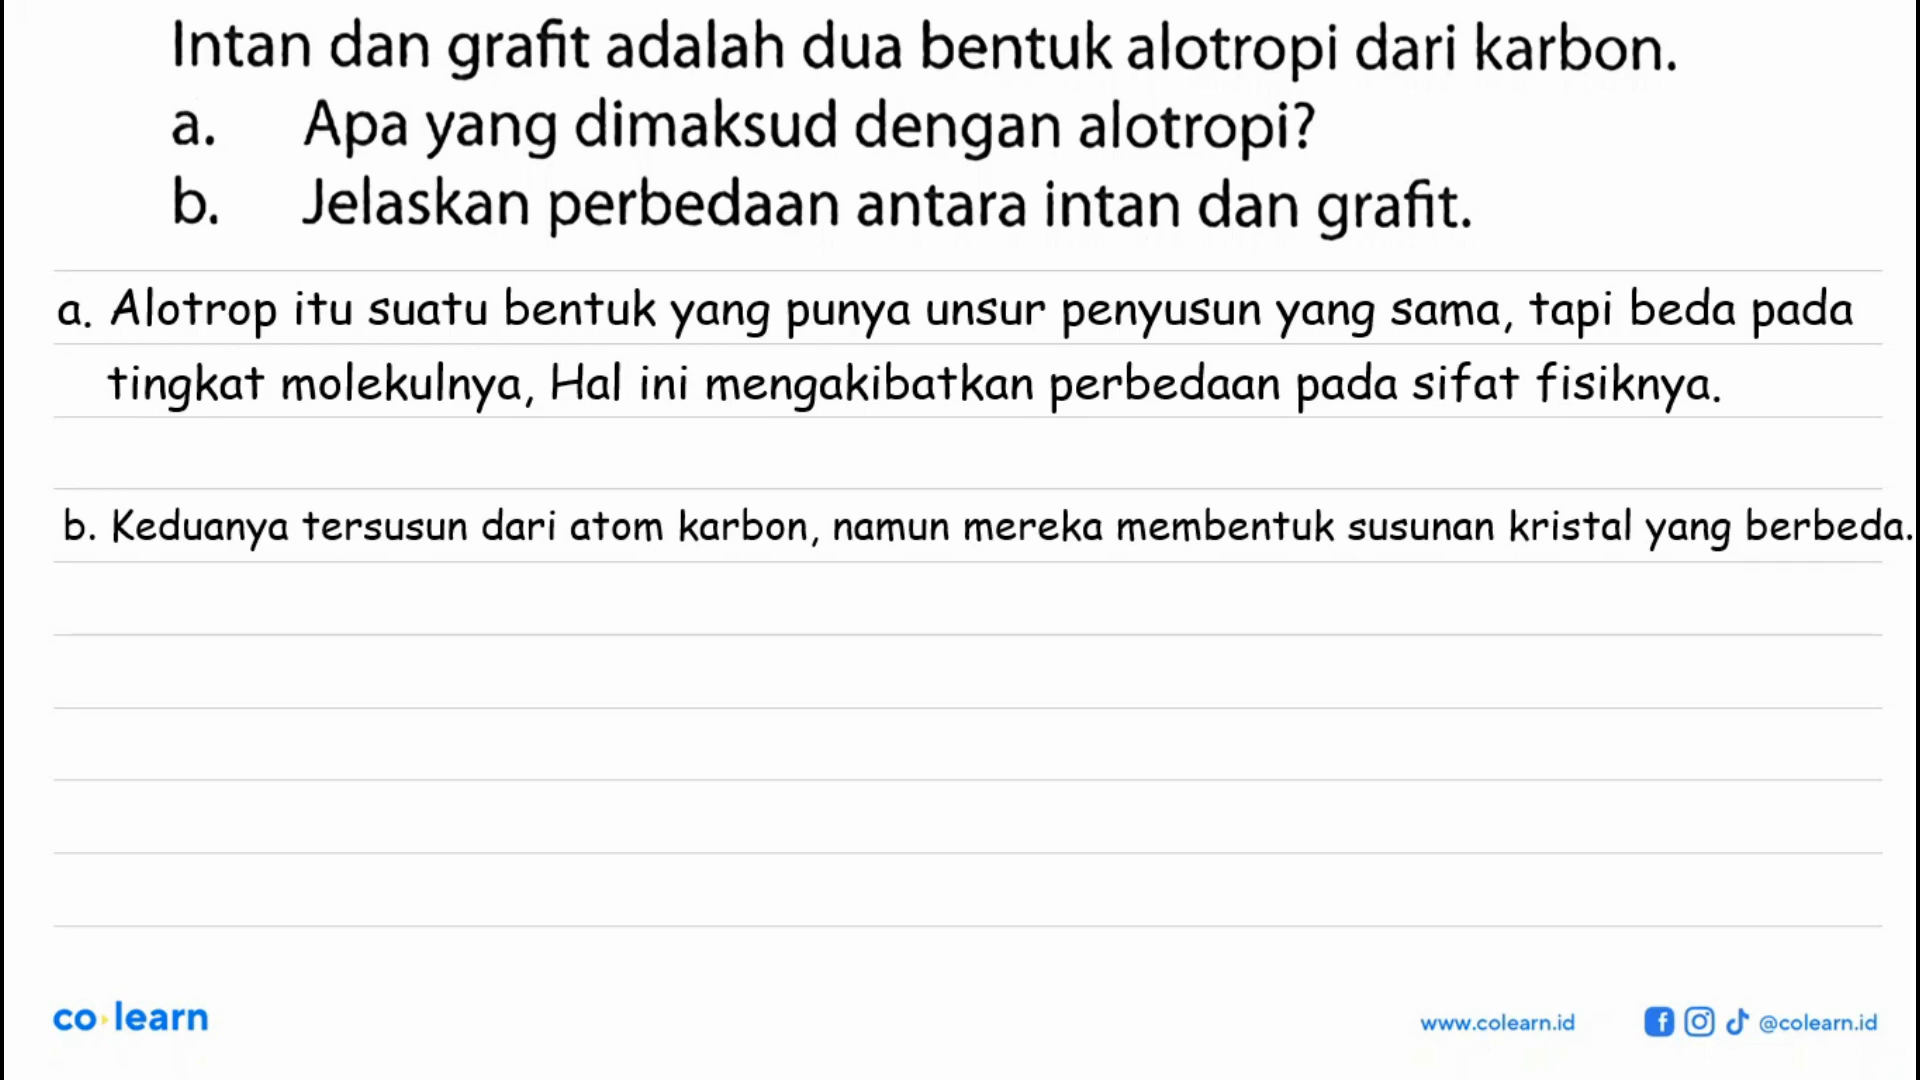 Intan dan grafit adalah dua bentuk alotropi dari karbon.
a. Apa yang dimaksud dengan alotropi?
b. Jelaskan perbedaan antara intan dan grafit.
a. Alotrop itu suatu bentuk yang punya unsur penyusun yang sama, tapi beda pada
tingkat molekulnya, Hal ini mengakibatkan perbedaan pada sifat fisiknya.
b. Keduanya tersusun dari atom karbon, namun mereka membentuk susunan kristal yang berbeda.
co learn
www.colearn.id
@colearn.id